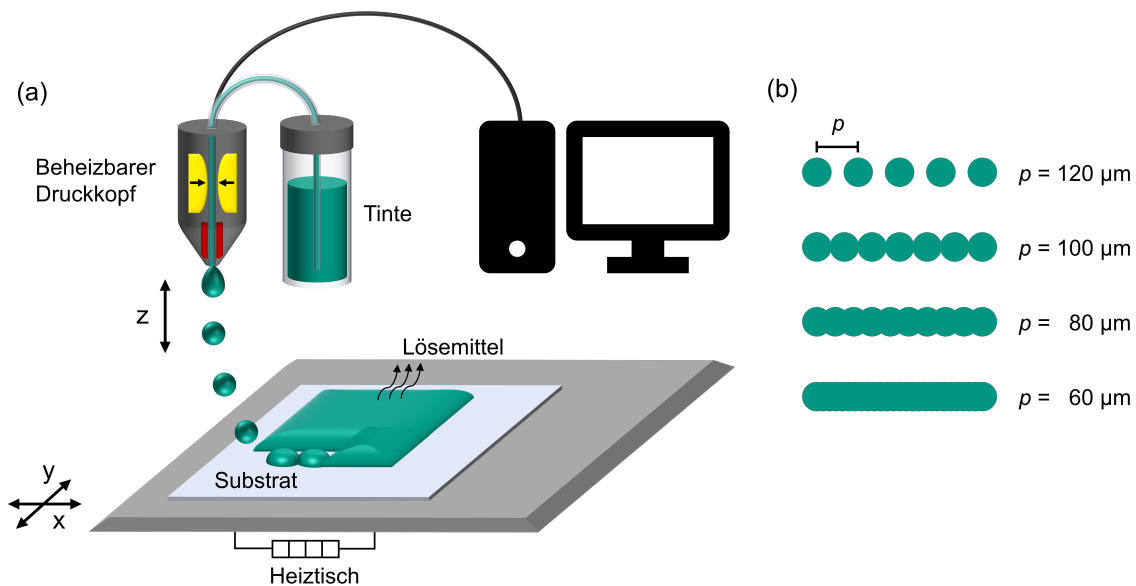 (a)
Beheizbarer
Druckkopf
Tinte
z
Lösemittel
Substrat
y
x
Heiztisch
(b)
p
p = 120 µm
p = 100 µm
p = 80 µm
p = 60 µm